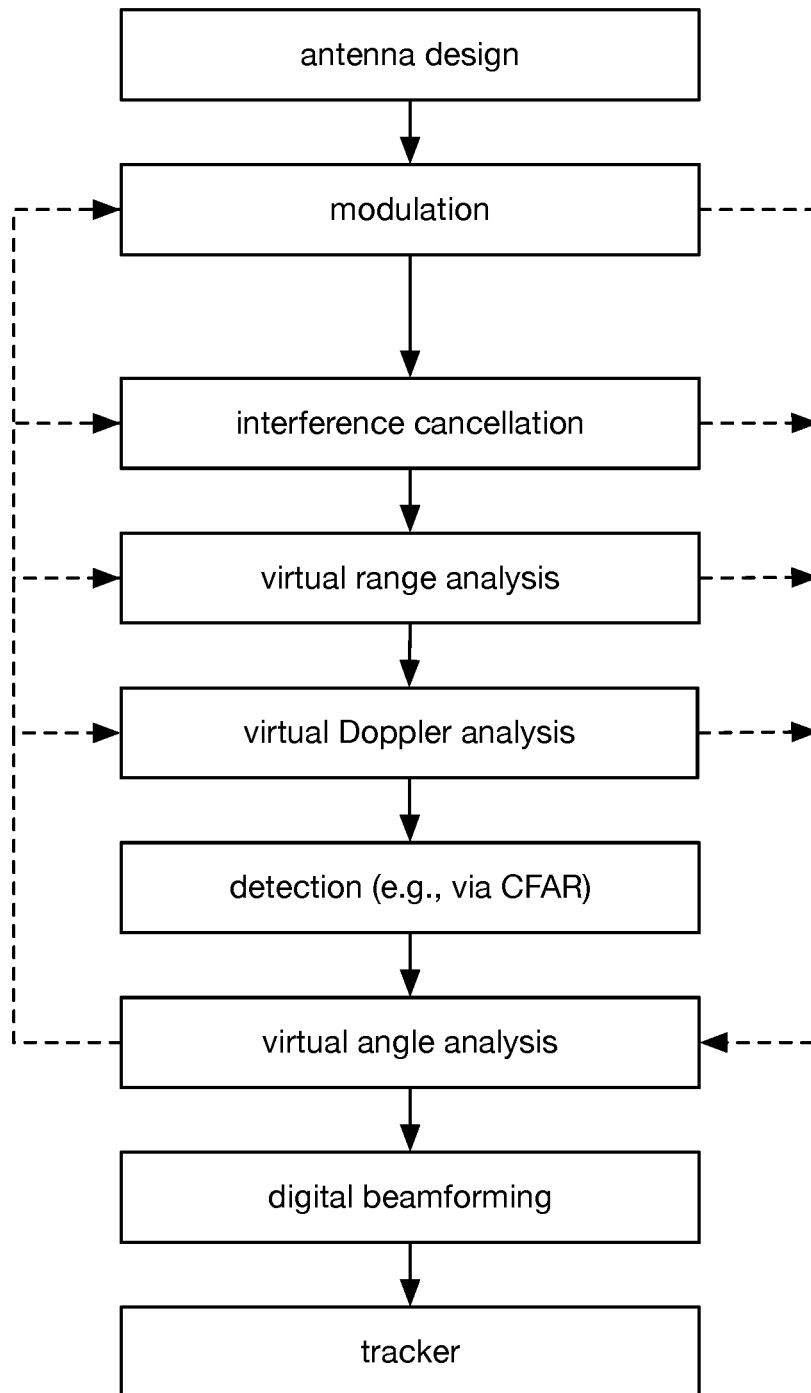 antenna design
modulation
interference cancellation
virtual range analysis
virtual Doppler analysis
detection (e.g., via CFAR)
virtual angle analysis
digital beamforming
tracker